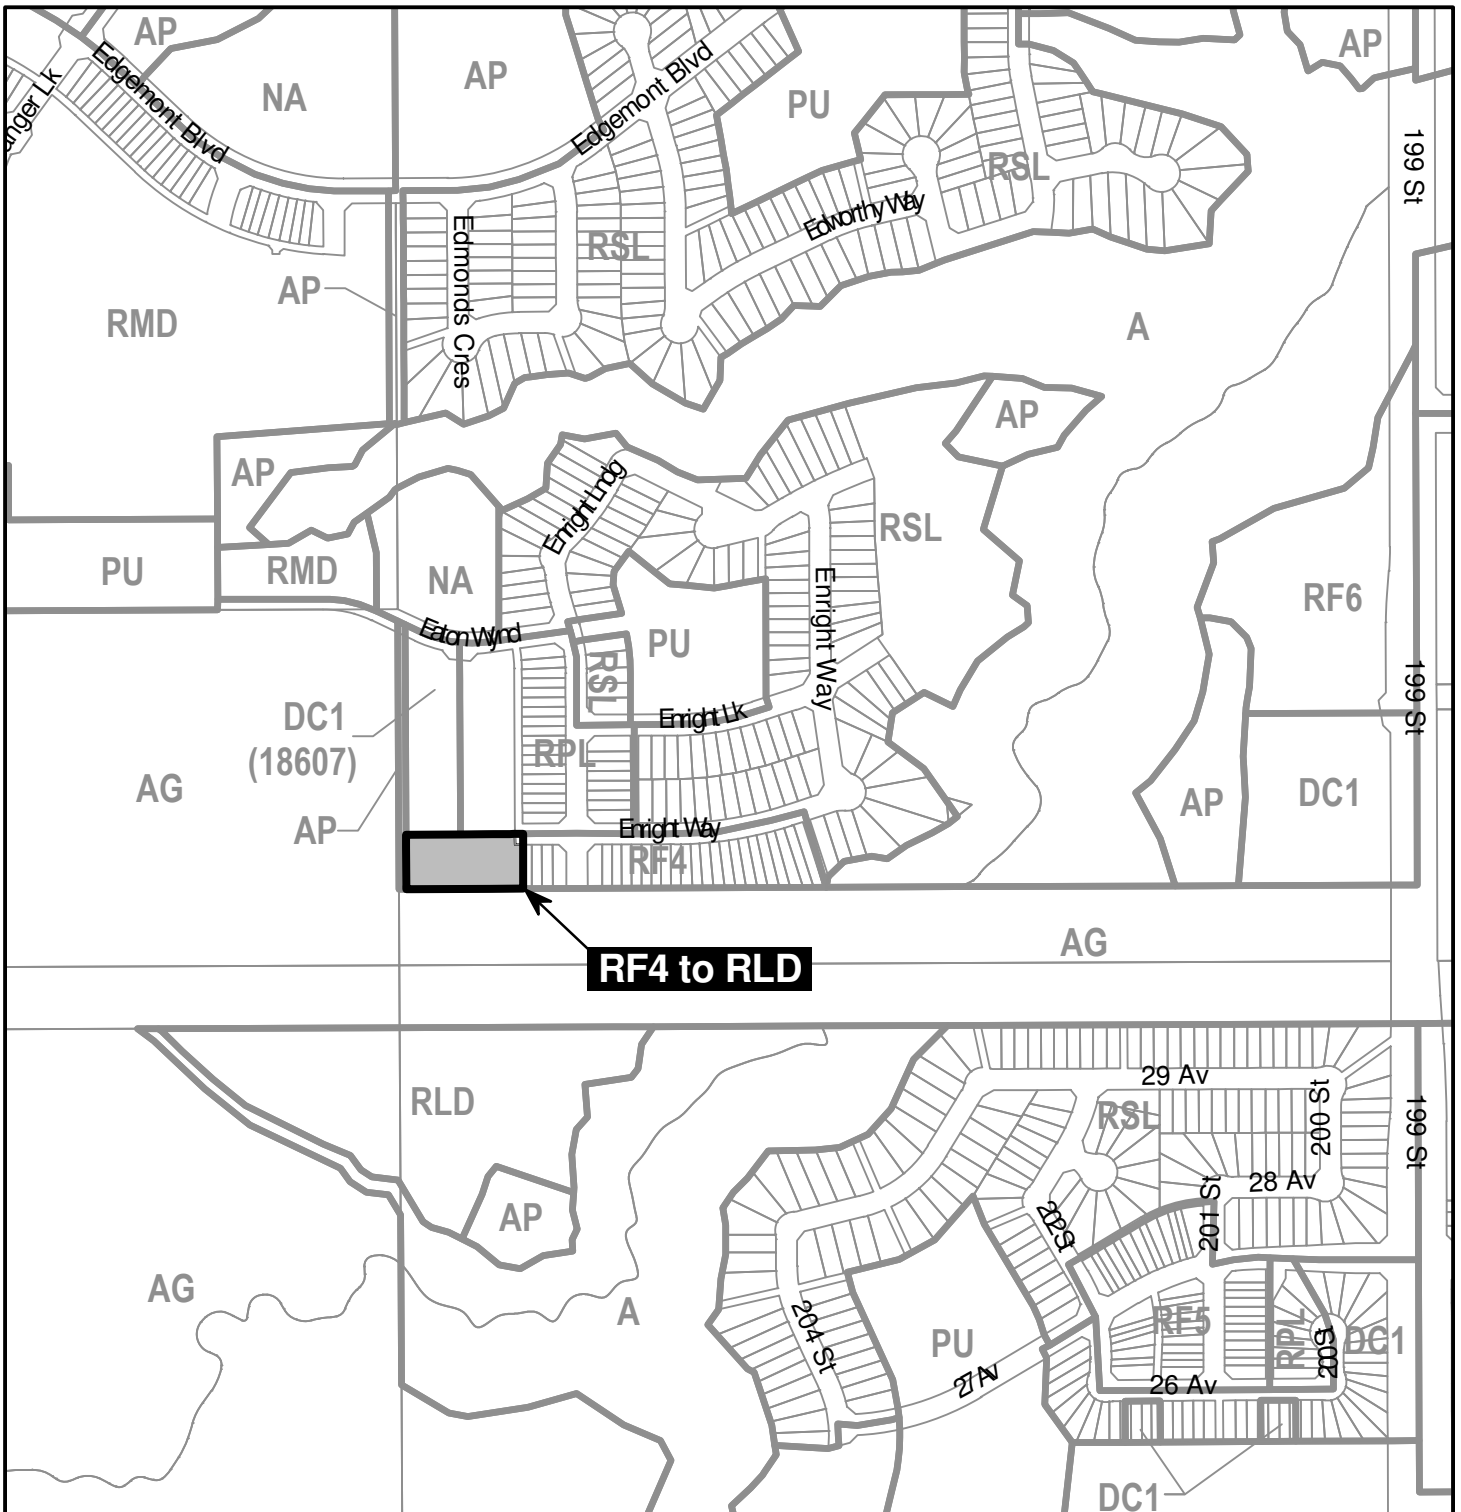 AP
Edgemont Blvd
anger Lk
NA
AP
Edgemont Blvd
PU
RSL
AP
199 St
Edworthy Way
Edmonds Cres
RSL
AP
RMD
A
AP
AP
RSL
Enright Lndg
PU
RMD
NA
Eaton Wynd
PU
RSL
Enright Way
RF6
199 St
DC1
(18607)
Enright Lk
RPL
AG
AP
AP
DC1
Enright Way
RF4
AG
RF4 to RLD
RLD
29 Av
RSL
200 St
199 St
28 Av
201 St
202 St
AP
AG
A
204 St
PU
27 Av
RF5
RPL
200 St
DC1
26 Av
DC1